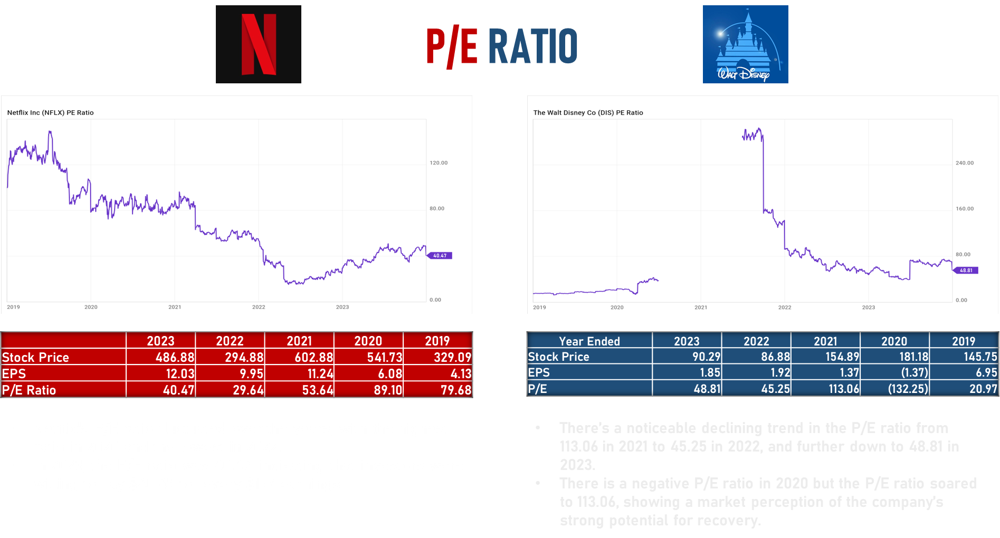 P/E RATIO
WALT DISNEY
Netflix Inc (NFLX) PE Ratio
120.00
80.00
40.47
0.00
2019 2020 2021 2022 2023
The Walt Disney Co (DIS) PE Ratio
240.00
160.00
80.00
48.81
0.00
2019 2020 2021 2022 2023
2023 2022 2021 2020 2019
Stock Price 486.88 294.88 602.88 541.73 329.09
EPS 12.03 9.95 11.24 6.08 4.13
P/E Ratio 40.47 29.64 53.64 89.10 79.68
Year Ended 2023 2022 2021 2020 2019
Stock Price 90.29 86.88 154.89 181.18 145.75
EPS 1.85 1.92 1.37 (1.37) 6.95
P/E 48.81 45.25 113.06 (132.25) 20.97
• There's a noticeable declining trend in the P/E ratio from
113.06 in 2021 to 45.25 in 2022, and further down to 48.81 in
2023.
• There is a negative P/E ratio in 2020 but the P/E ratio soared
to 113.06, showing a market perception of the company's
strong potential for recovery.